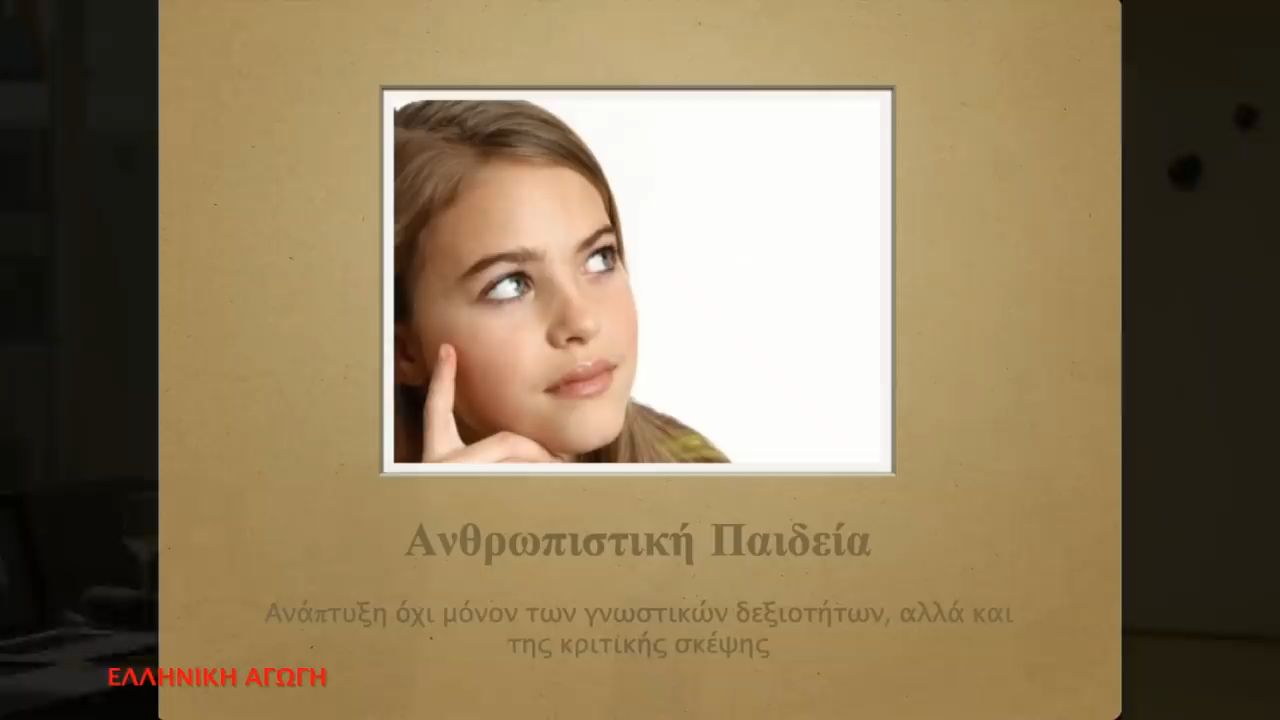 Ανθρωπιστική Παιδεία
Ανάπτυξη όχι μόνον των γνωστικών δεξιοτήτων, αλλά και
της κριτικής σκέψης
ΕΛΛΗΝΙΚΗ ΑΓΩΓΗ